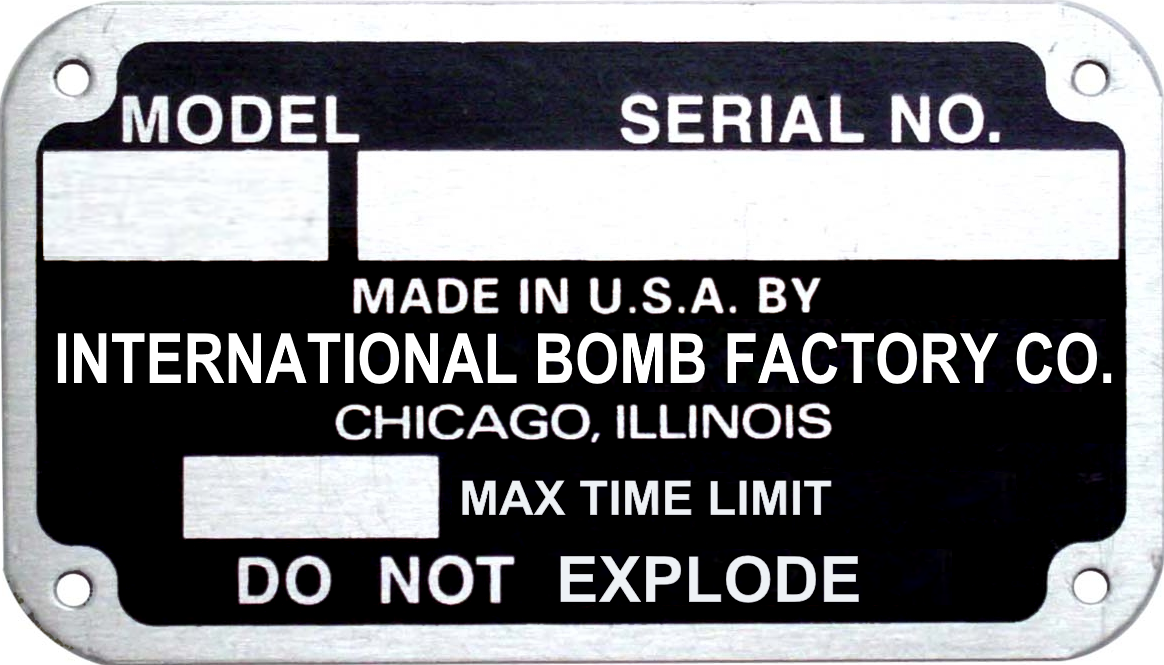 MODEL SERIAL NO.
MADE IN U.S.A. BY
INTERNATIONAL BOMB FACTORY CO.
CHICAGO, ILLINOIS
MAX TIME LIMIT
DO NOT EXPLODE